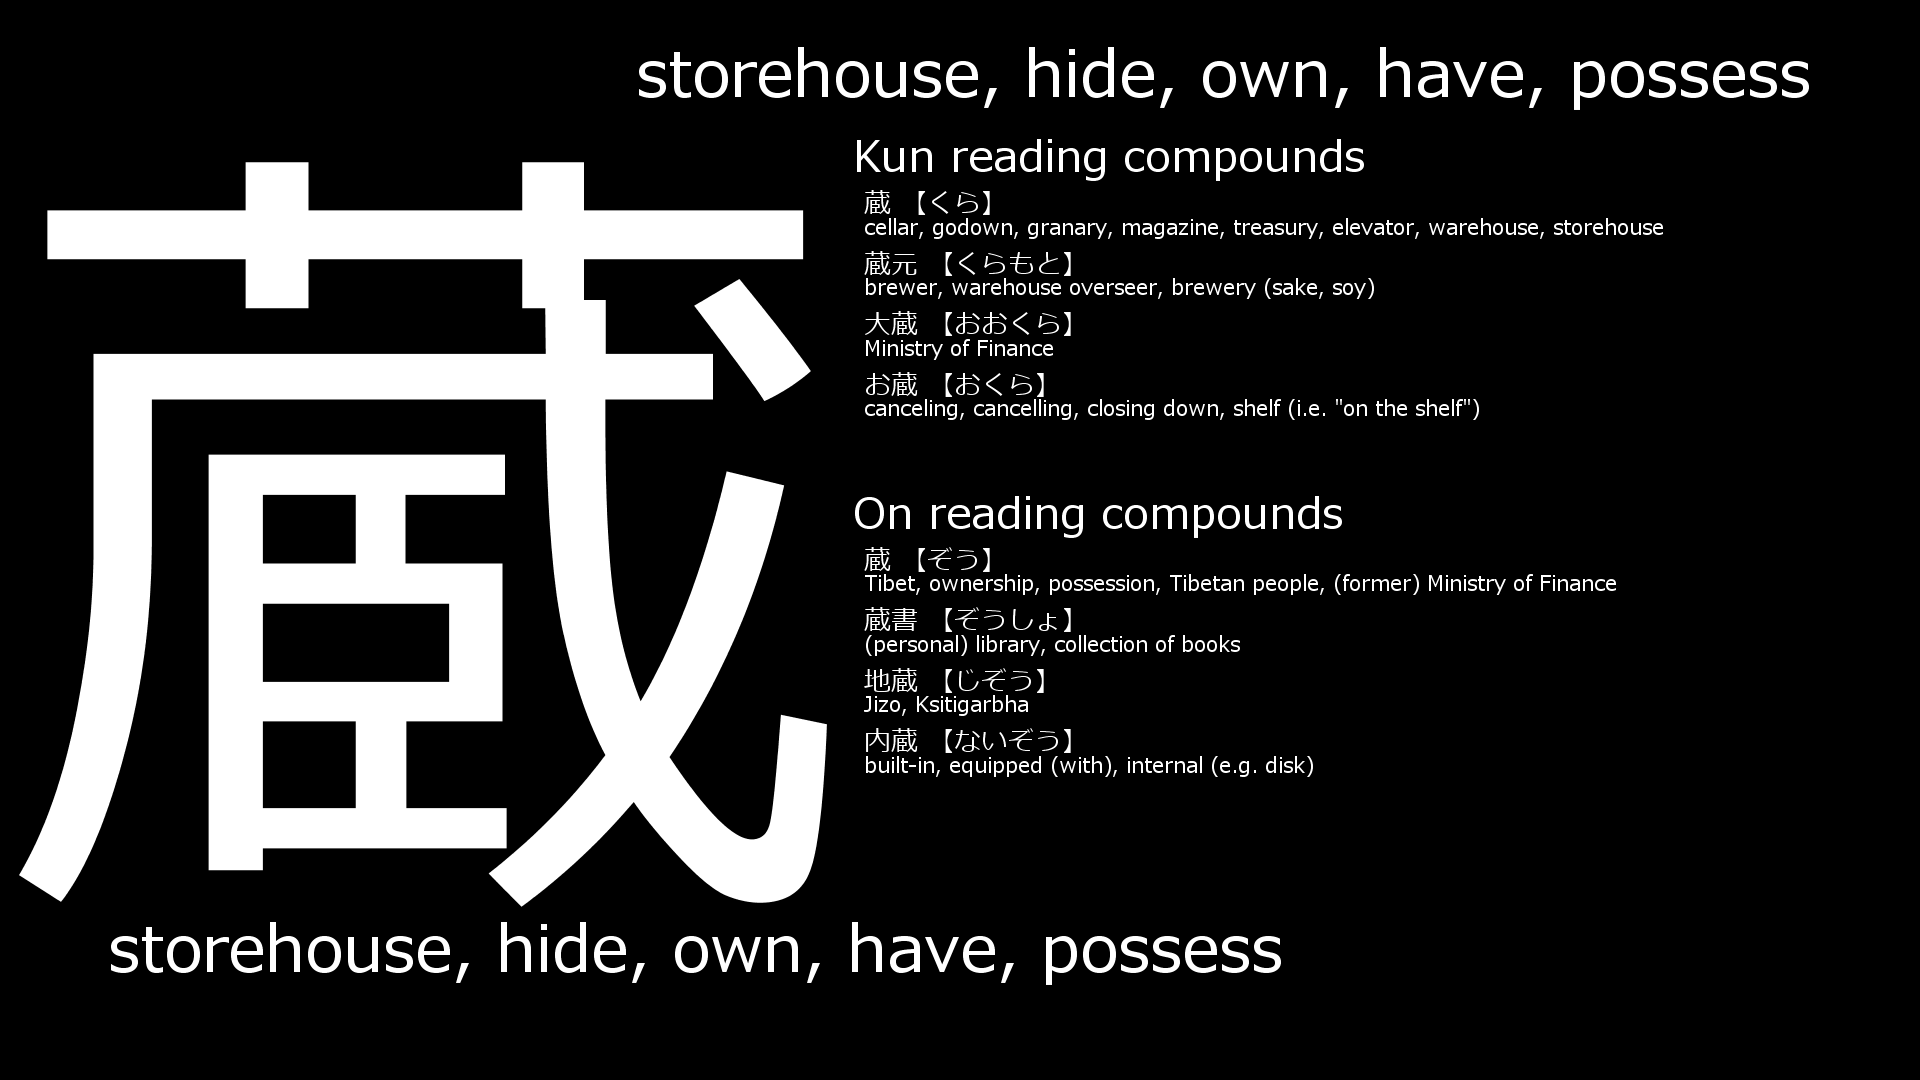 storehouse, hide, own, have, possess
蔵
Kun reading compounds
蔵 【くら】
cellar, godown, granary, magazine, treasury, elevator, warehouse, storehouse
蔵元 【くらもと】
brewer, warehouse overseer, brewery (sake, soy)
大蔵 【おおくら】
Ministry of Finance
お蔵 【おくら】
canceling, cancelling, closing down, shelf (i.e. "on the shelf")
On reading compounds
蔵 【ぞう】
Tibet, ownership, possession, Tibetan people, (former) Ministry of Finance
蔵書 【ぞうしょ】
(personal) library, collection of books
地蔵 【じぞう】
Jizo, Ksitigarbha
内蔵 【ないぞう】
built-in, equipped (with), internal (e.g. disk)
storehouse, hide, own, have, possess